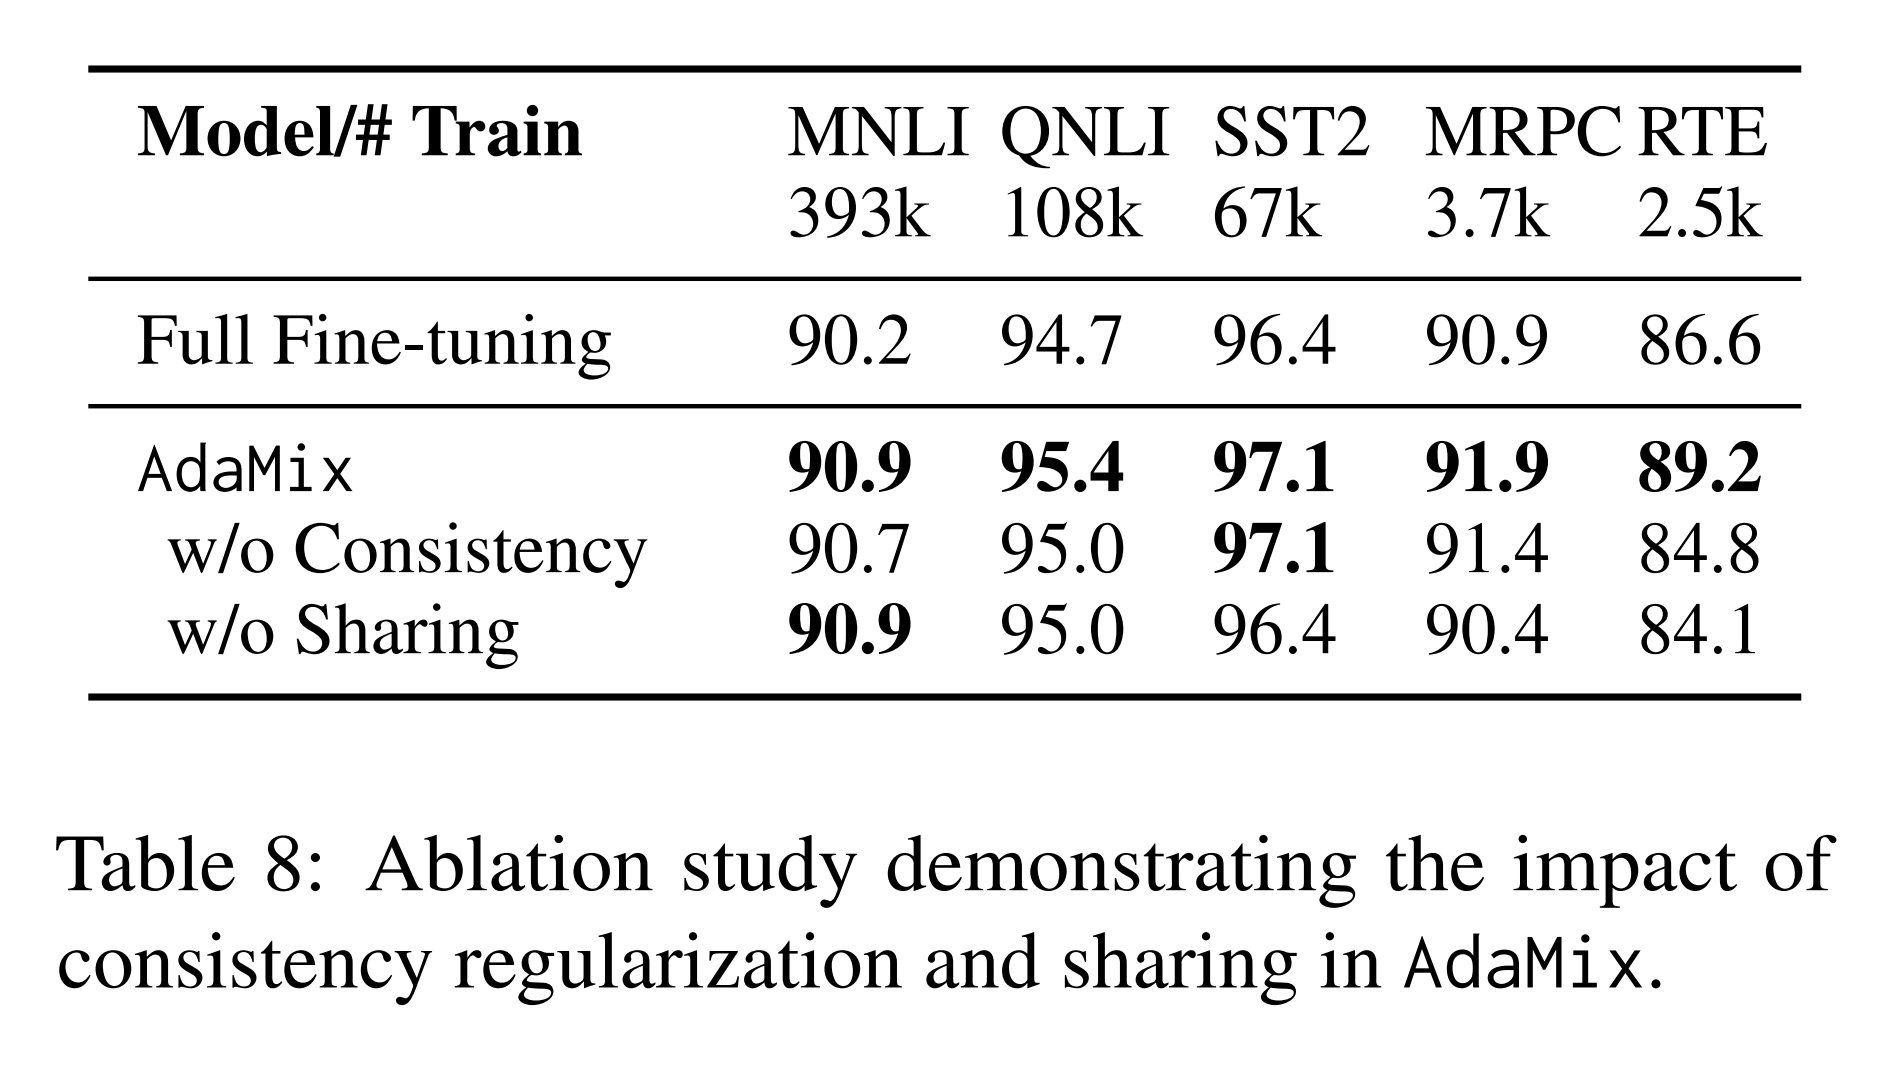 Model/# Train MNLI QNLI SST2 MRPC RTE
393k 108k 67k 3.7k 2.5k
Full Fine-tuning 90.2 94.7 96.4 90.9 86.6
AdaMix 90.9 95.4 97.1 91.9 89.2
w/o Consistency 90.7 95.0 97.1 91.4 84.8
w/o Sharing 90.9 95.0 96.4 90.4 84.1
Table 8: Ablation study demonstrating the impact of
consistency regularization and sharing in AdaMix.